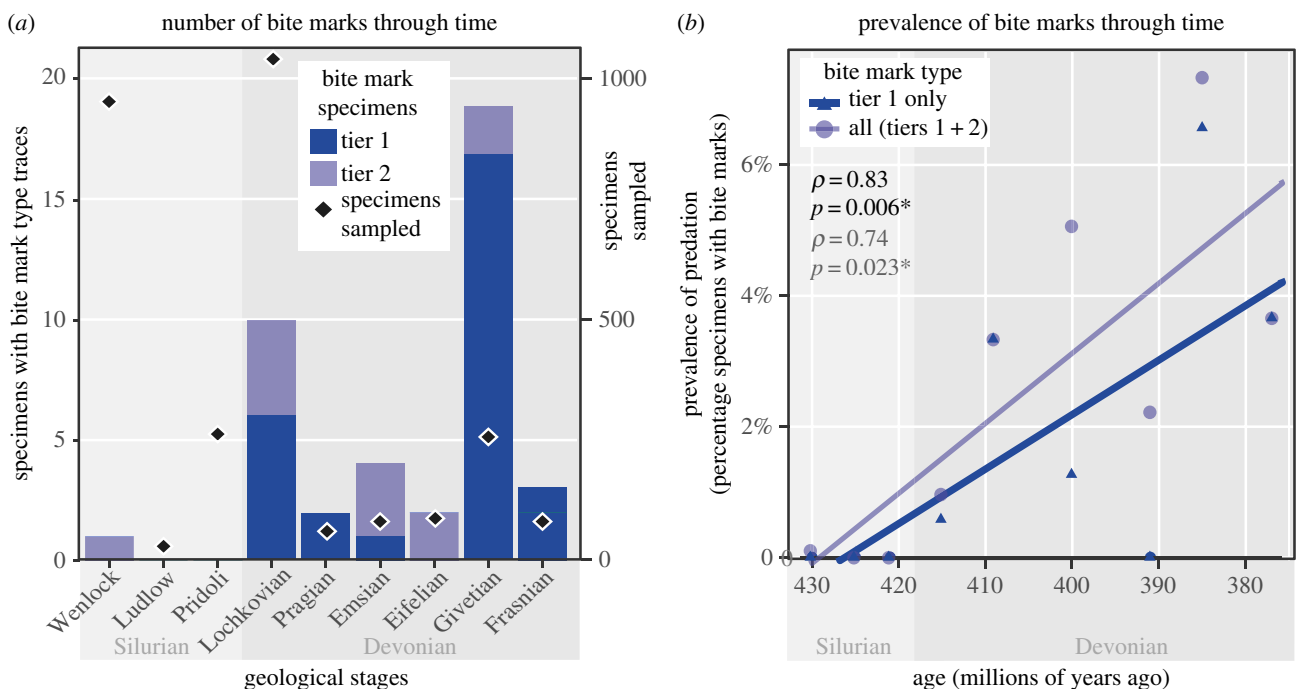 (a) number of bite marks through time
specimens with bite mark type traces
20
15
10
5
0
bite mark
specimens
tier 1
tier 2
specimens
sampled
1000
500
0
specimens
sampled
Wenlock
Ludlow
Pridoli
Lochkovian
Pragian
Emsian
Eifelian
Givetian
Frasnian
Silurian
Devonian
geological stages
(b) prevalence of bite marks through time
prevalence of predation
(percentage specimens with bite marks)
bite mark type
tier 1 only
all (tiers 1 + 2)
ρ = 0.83
p = 0.006*
ρ = 0.74
p = 0.023*
6%
4%
2%
0
0
430
420
410
400
390
380
Silurian
Devonian
age (millions of years ago)